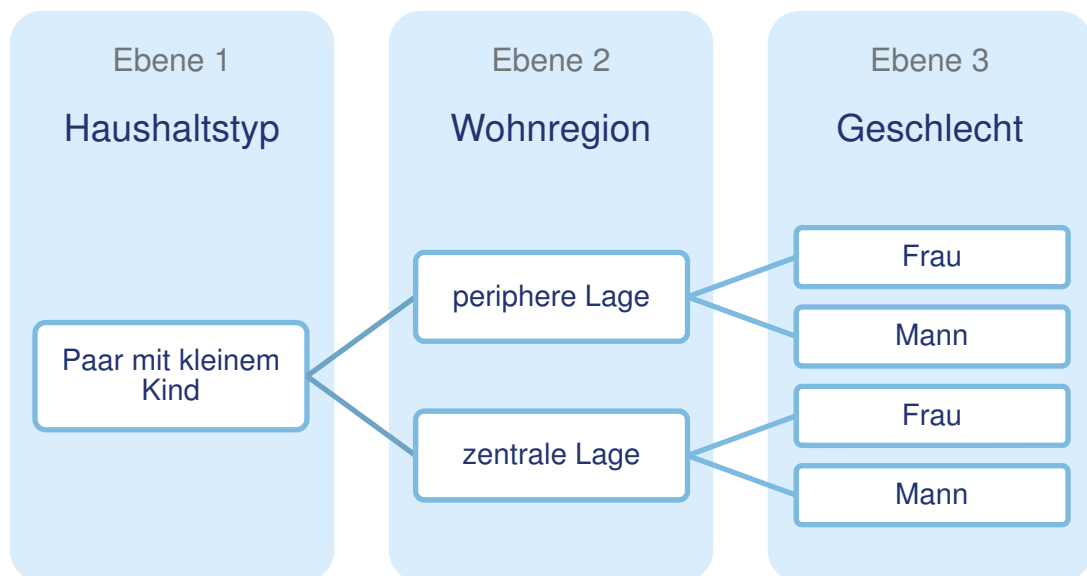 Ebene 1
Haushaltstyp
Paar mit kleinem
Kind
Ebene 2
Wohnregion
periphere Lage
zentrale Lage
Ebene 3
Geschlecht
Frau
Mann
Frau
Mann